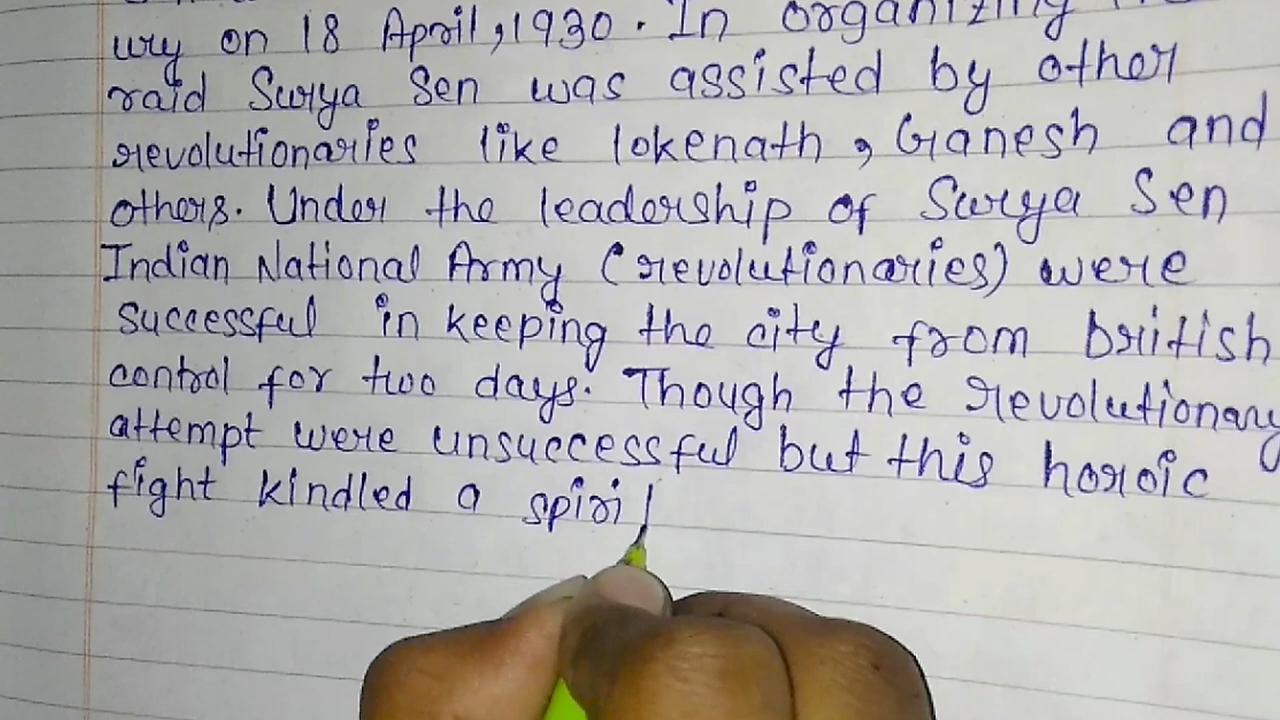 ury on 18 April, 1930. In organizing
raid Surya Sen was assisted by other
revolutionaries like lokenath, Ganesh and
others. Under the leadership of Surya Sen
Indian National Army (revolutionaries) were
successful in keeping the city from british
control for two days. Though the revolutionary
attempt were unsuccessful but this heroic
fight kindled a spiri